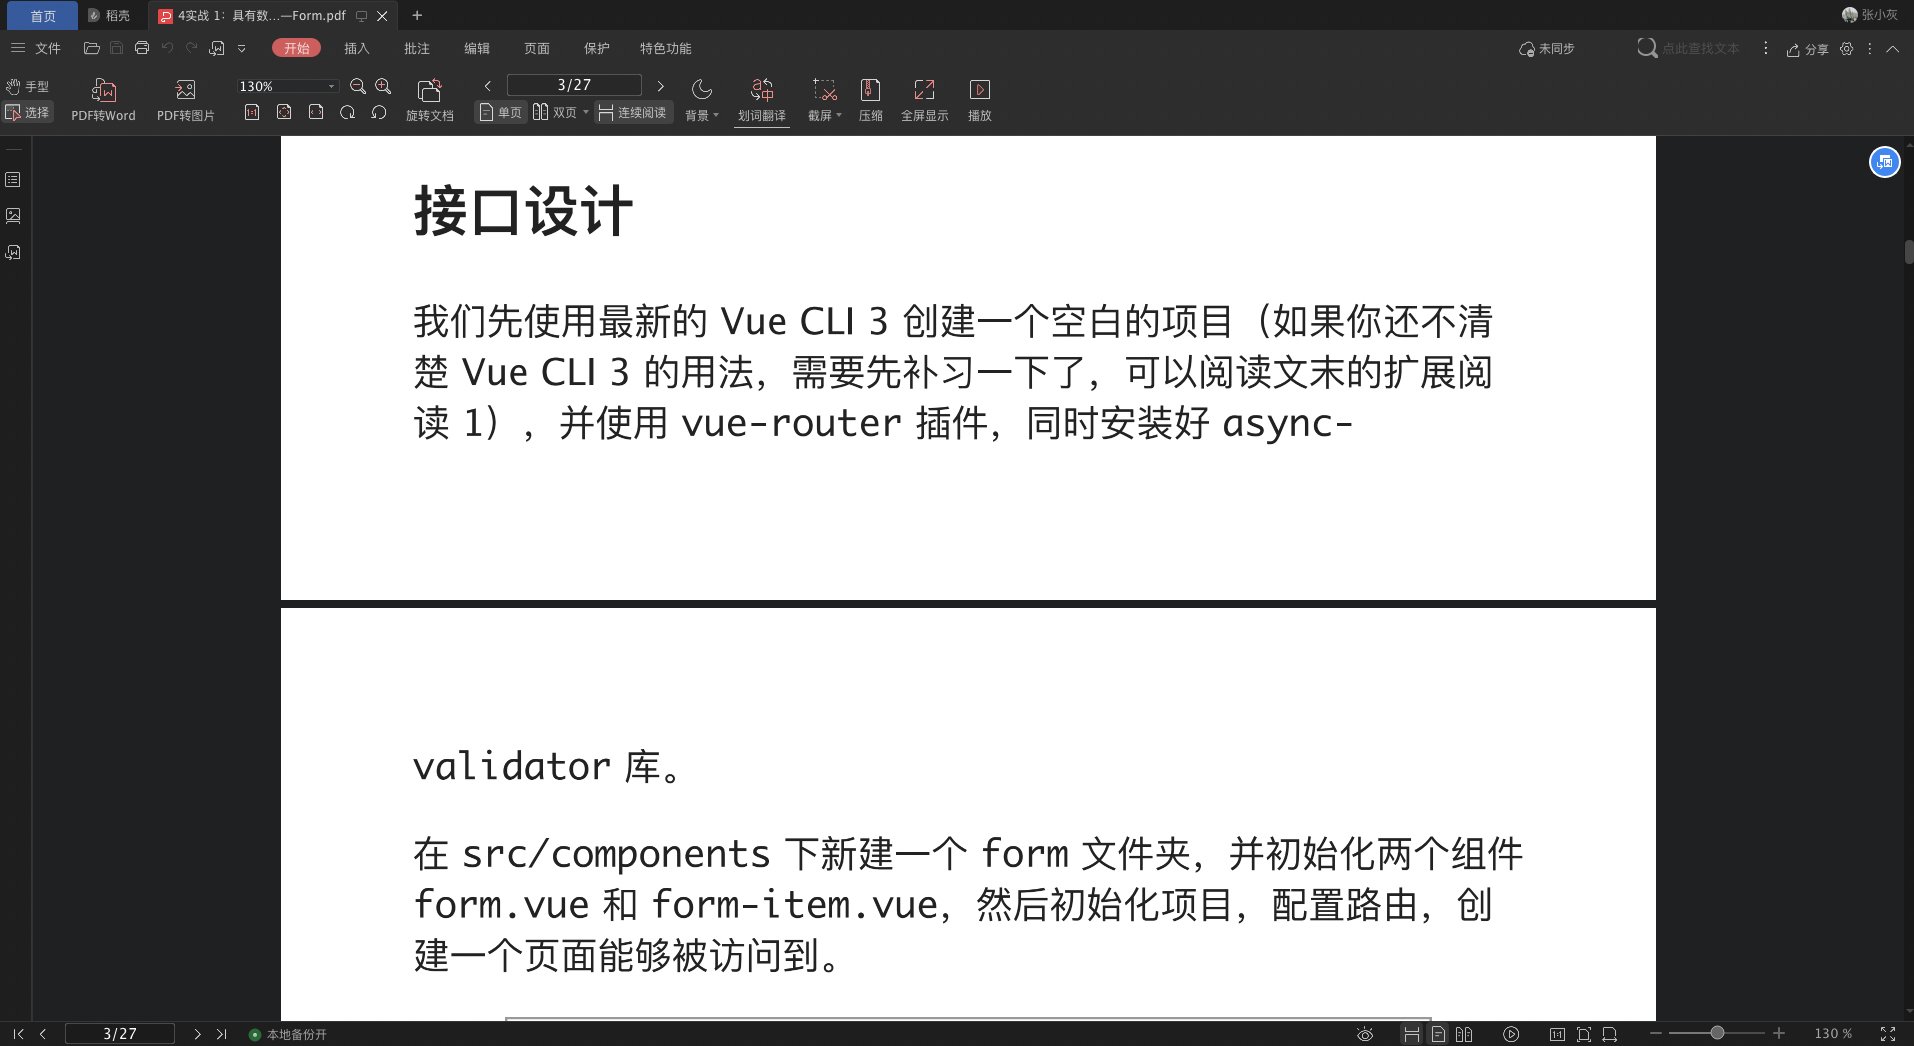 首页
稻壳
4实战 1：具有数...—Form.pdf
张小灰
文件
开始
插入
批注
编辑
页面
保护
特色功能
未同步
点此查找文本
分享
手型
选择
PDF转Word
PDF转图片
130%
1:1
旋转文档
3/27
单页
双页
连续阅读
背景
划词翻译
截屏
压缩
全屏显示
播放
接口设计
我们先使用最新的 Vue CLI 3 创建一个空白的项目（如果你还不清
楚 Vue CLI 3 的用法，需要先补习一下了，可以阅读文末的扩展阅
读 1），并使用 vue-router 插件，同时安装好 async-
validator 库。
在 src/components 下新建一个 form 文件夹，并初始化两个组件
form.vue 和 form-item.vue，然后初始化项目，配置路由，创
建一个页面能够被访问到。
3/27
本地备份开
1:1
130 %